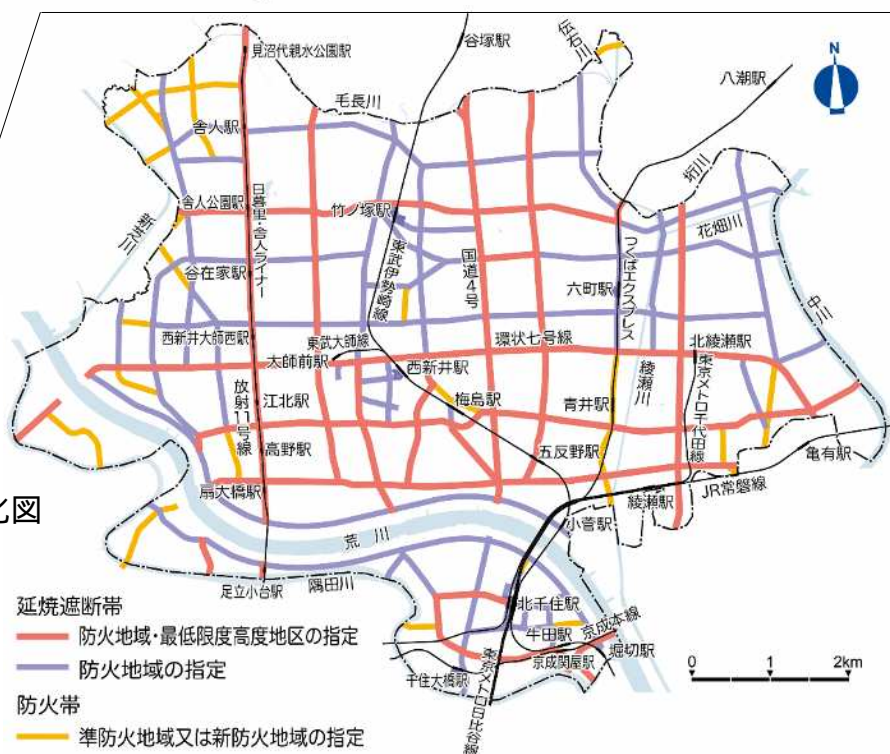 N
谷塚駅
伝右川
八潮駅
見沼代親水公園駅
毛長川
舎人駅
垳川
舎人公園駅
竹ノ塚駅
花畑川
新芝川
日暮里・舎人ライナー
東武伊勢崎線
国道4号
つくばエクスプレス
中川
谷在家駅
六町駅
西新井大師西駅
東武大師線
環状七号線
北綾瀬駅
大師前駅
西新井駅
綾瀬川
東京メトロ千代田線
放射11号線
江北駅
梅島駅
青井駅
高野駅
五反野駅
亀有駅
扇大橋駅
綾瀬駅
JR常磐線
化図
荒川
小菅駅
足立小台駅
隅田川
北千住駅
牛田駅
京成本線
堀切駅
京成関屋駅
千住大橋駅
東京メトロ日比谷線
延焼遮断帯
防火地域・最低限度高度地区の指定
防火地域の指定
防火帯
準防火地域又は新防火地域の指定
0 1 2km